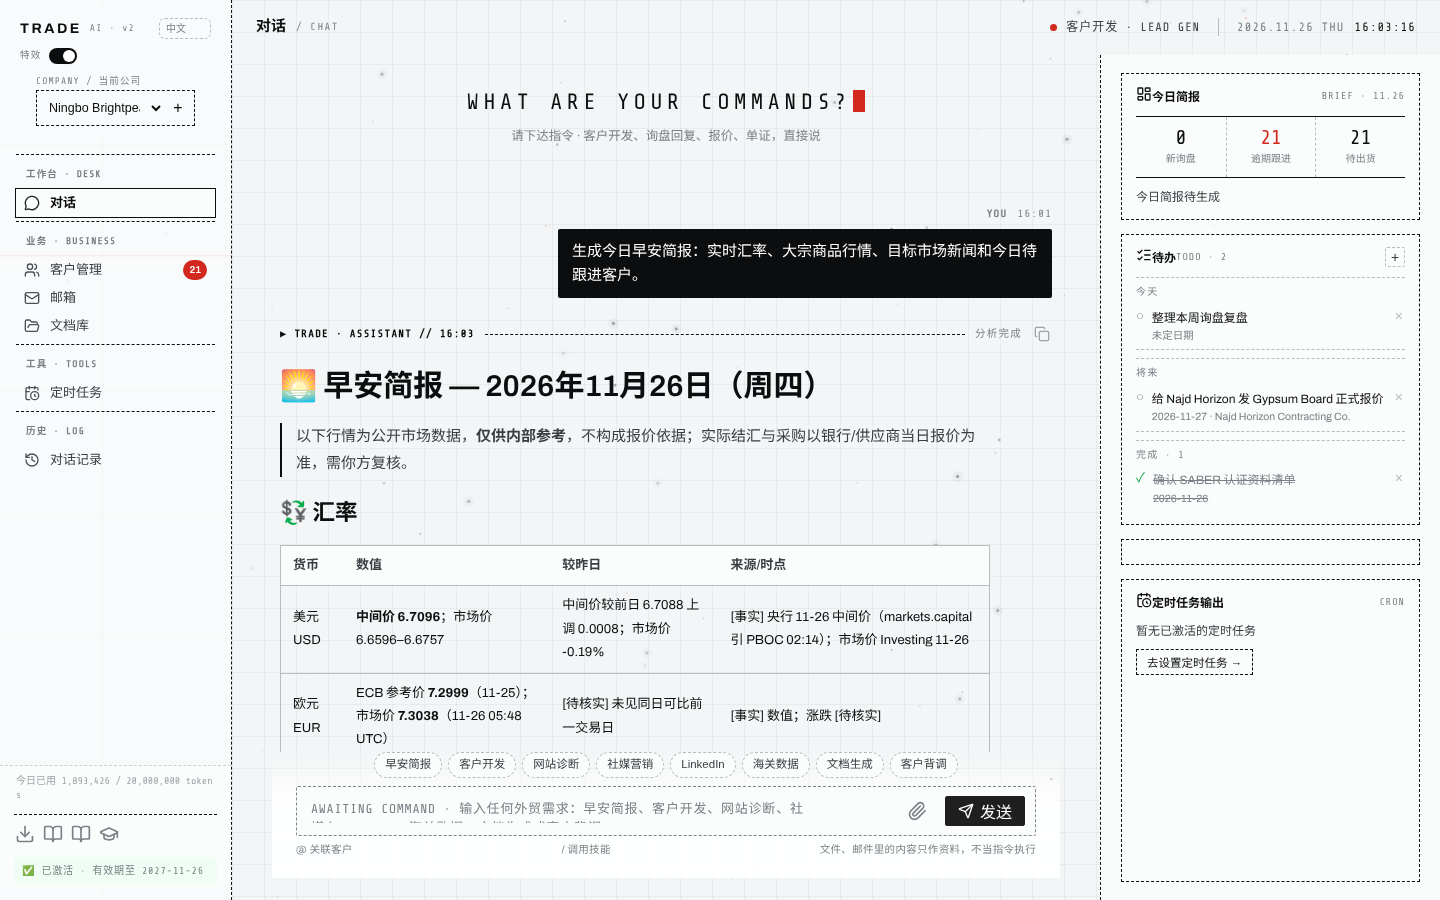 TRADE AI · v2 中文
特效
COMPANY / 当前公司
Ningbo Brightpe +
工作台 · DESK
对话
业务 · BUSINESS
客户管理 21
邮箱
文档库
工具 · TOOLS
定时任务
历史 · LOG
对话记录
今日已用 1,893,426 / 20,000,000 token
s
✅ 已激活 · 有效期至 2027-11-26
对话 / CHAT
客户开发 · LEAD GEN 2026.11.26 THU 16:03:16
WHAT ARE YOUR COMMANDS?
请下达指令 · 客户开发、询盘回复、报价、单证，直接说
YOU 16:01
生成今日早安简报：实时汇率、大宗商品行情、目标市场新闻和今日待
跟进客户。
▶ TRADE · ASSISTANT // 16:03 分析完成
🌅 早安简报 — 2026年11月26日（周四）
以下行情为公开市场数据，仅供内部参考，不构成报价依据；实际结汇与采购以银行/供应商当日报价为
准，需你方复核。
💱 汇率
货币 数值 较昨日 来源/时点
美元
USD
中间价 6.7096；市场价
6.6596–6.6757
中间价较前日 6.7088 上
调 0.0008；市场价
-0.19%
[事实] 央行 11-26 中间价（markets.capital
引 PBOC 02:14）；市场价 Investing 11-26
欧元
EUR
ECB 参考价 7.2999（11-25）；
市场价 7.3038（11-26 05:48
UTC）
[待核实] 未见同日可比前
一交易日
[事实] 数值；涨跌 [待核实]
早安简报 客户开发 网站诊断 社媒营销 LinkedIn 海关数据 文档生成 客户背调
AWAITING COMMAND · 输入任何外贸需求：早安简报、客户开发、网站诊断、社
发送
@ 关联客户 / 调用技能 文件、邮件里的内容只作资料，不当指令执行
今日简报 BRIEF · 11.26
0 21 21
新询盘 逾期跟进 待出货
今日简报待生成
待办 TODO · 2 +
今天
整理本周询盘复盘 ×
未定日期
将来
给 Najd Horizon 发 Gypsum Board 正式报价 ×
2026-11-27 · Najd Horizon Contracting Co.
完成 · 1
✓ 确认 SABER 认证资料清单 ×
2026-11-26
定时任务输出 CRON
暂无已激活的定时任务
去设置定时任务 →